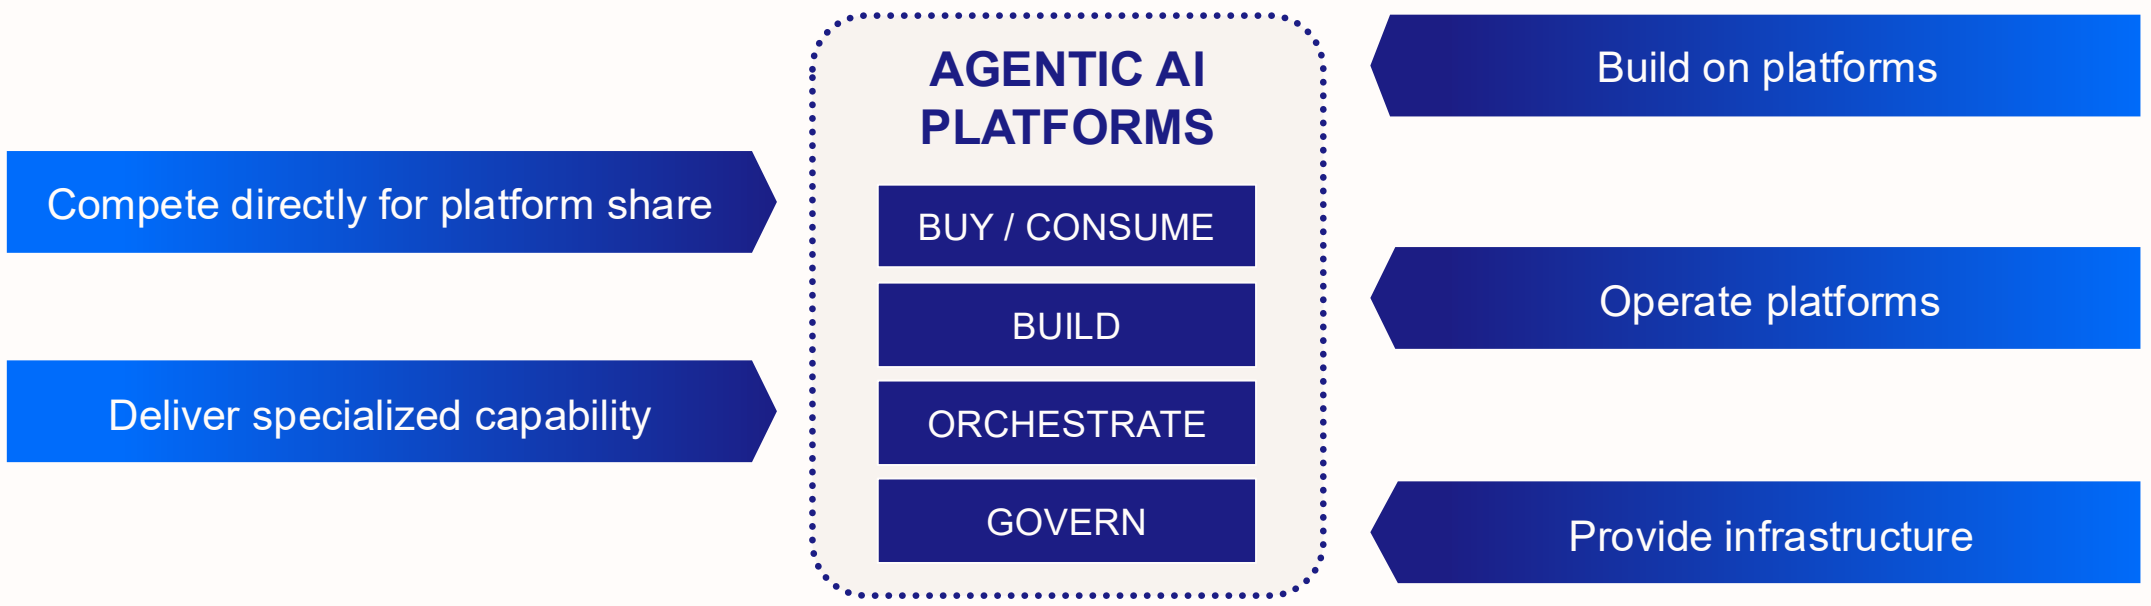 Compete directly for platform share
Deliver specialized capability
AGENTIC AI
PLATFORMS
BUY / CONSUME
BUILD
ORCHESTRATE
GOVERN
Build on platforms
Operate platforms
Provide infrastructure